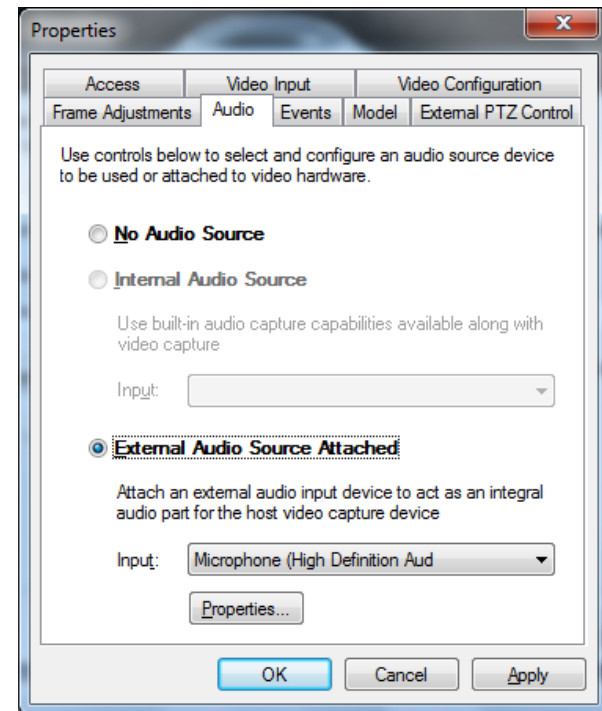 Properties
Access Video Input Video Configuration
Frame Adjustments Audio Events Model External PTZ Control
Use controls below to select and configure an audio source device
to be used or attached to video hardware.
No Audio Source
Internal Audio Source
Use built-in audio capture capabilities available along with
video capture
Input:
External Audio Source Attached
Attach an external audio input device to act as an integral
audio part for the host video capture device
Input: Microphone (High Definition Aud
Properties...
OK Cancel Apply